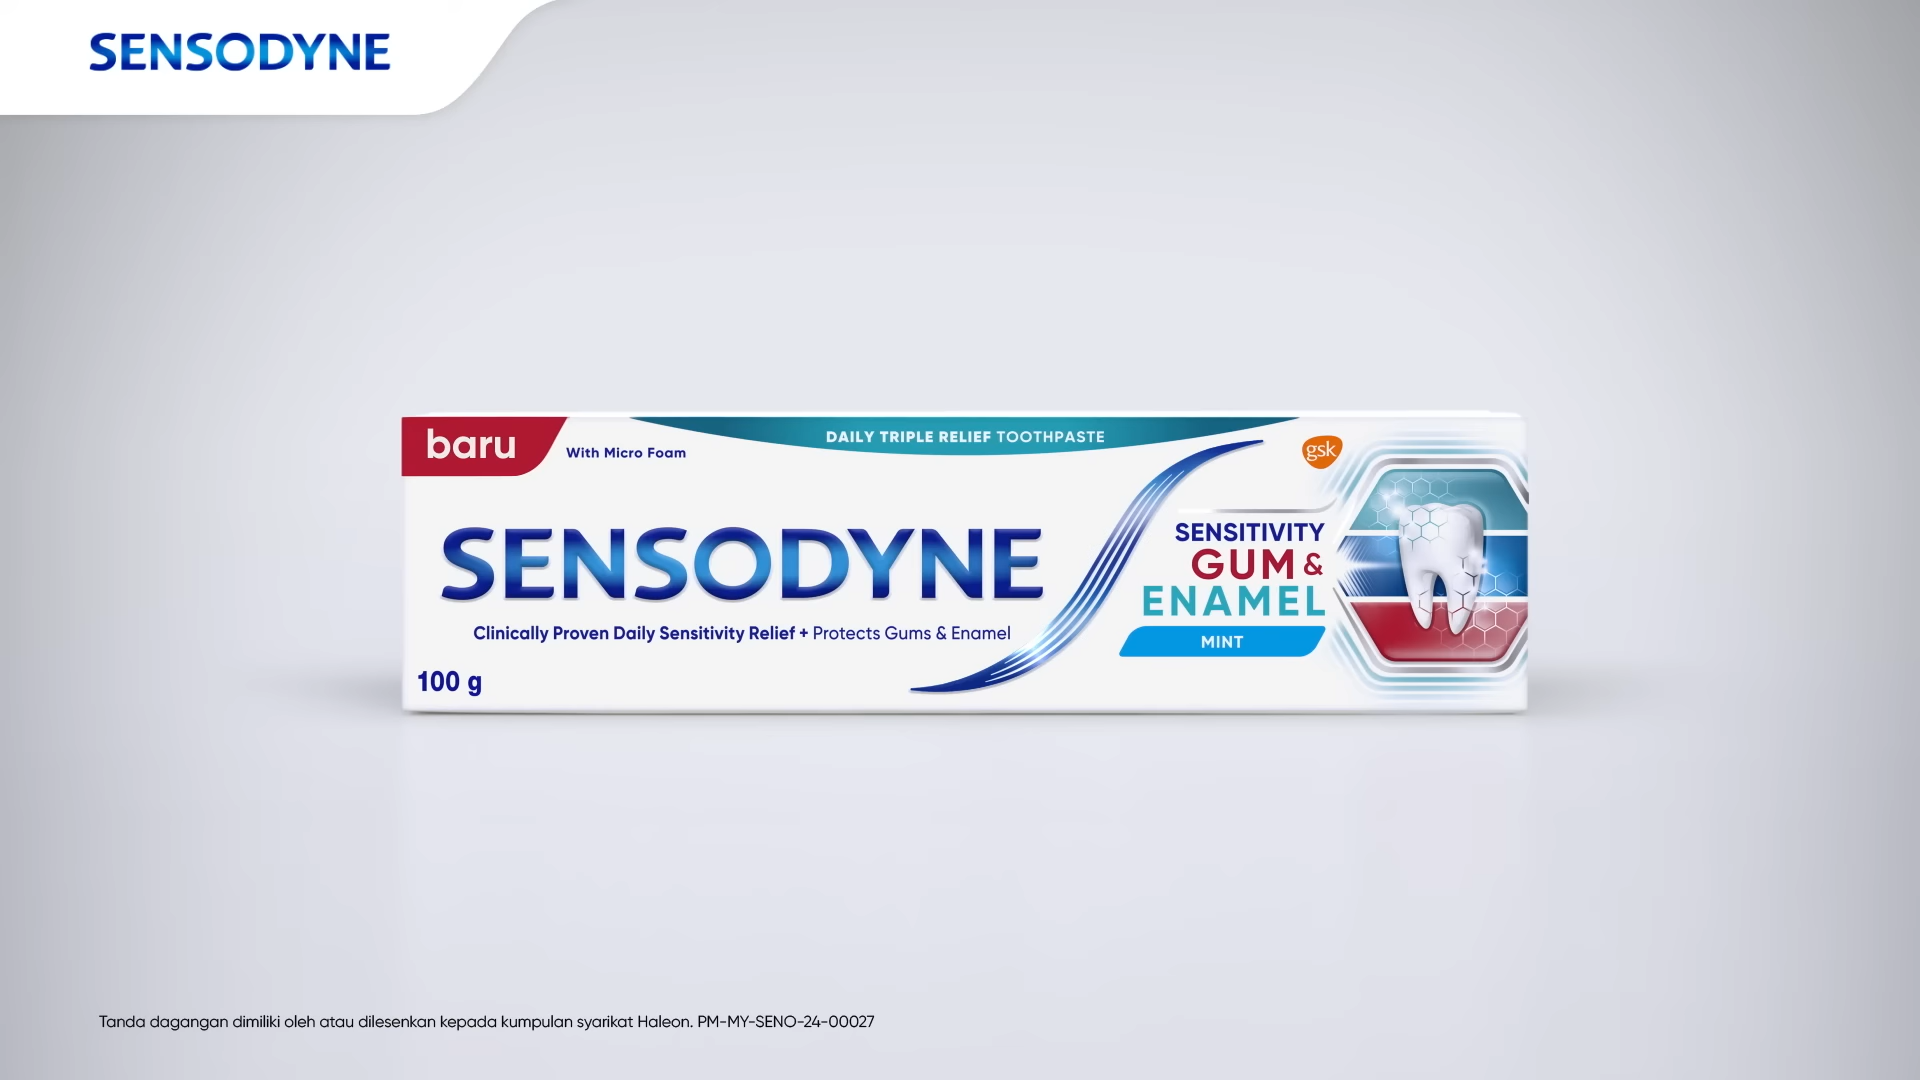 SENSODYNE
baru
With Micro Foam
DAILY TRIPLE RELIEF TOOTHPASTE
gsk
SENSODYNE
SENSITIVITY
GUM &
ENAMEL
MINT
Clinically Proven Daily Sensitivity Relief + Protects Gums & Enamel
100 g
Tanda dagangan dimiliki oleh atau dilesenkan kepada kumpulan syarikat Haleon. PM-MY-SENO-24-00027